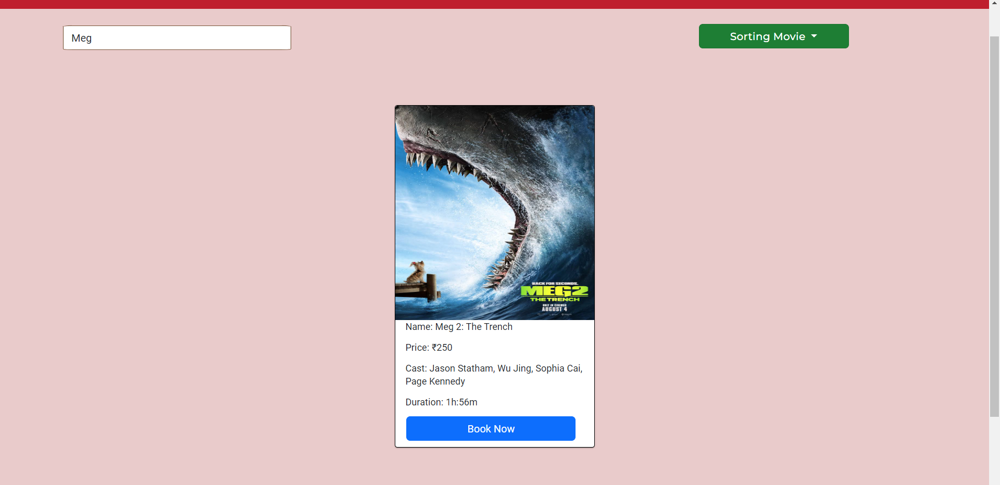 Meg
Sorting Movie
BACK FOR SECONDS.
MEG2
THE TRENCH
ONLY IN CINEMAS
AUGUST 4
Name: Meg 2: The Trench
Price: ₹250
Cast: Jason Statham, Wu Jing, Sophia Cai,
Page Kennedy
Duration: 1h:56m
Book Now